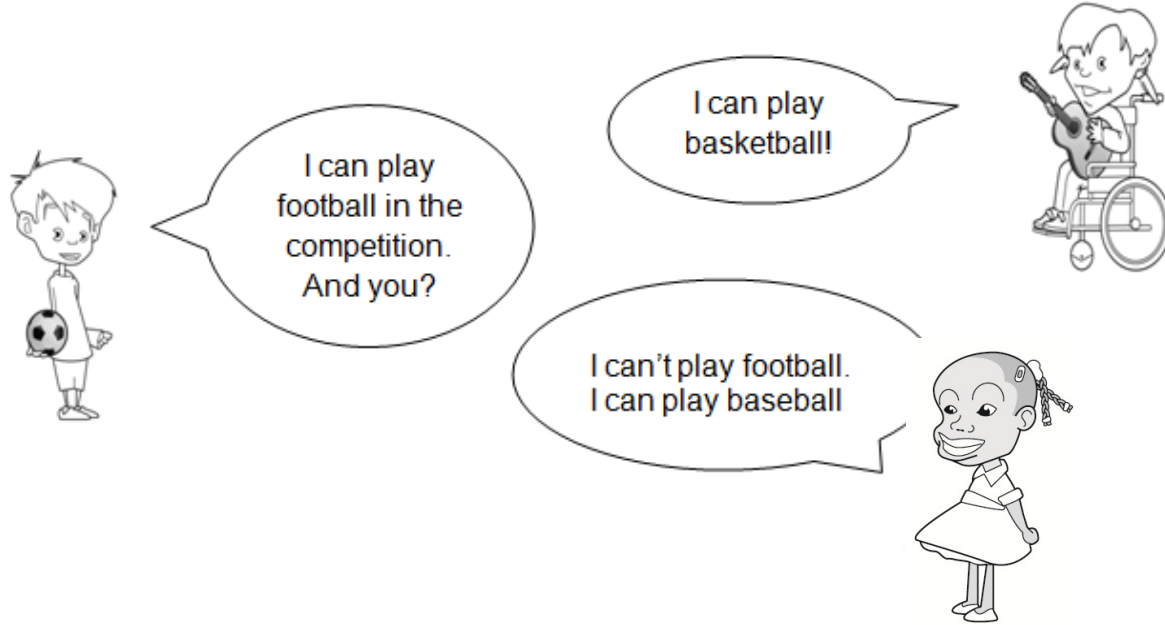 I can play
football in the
competition.
And you?
I can play
basketball!
I can't play football.
I can play baseball